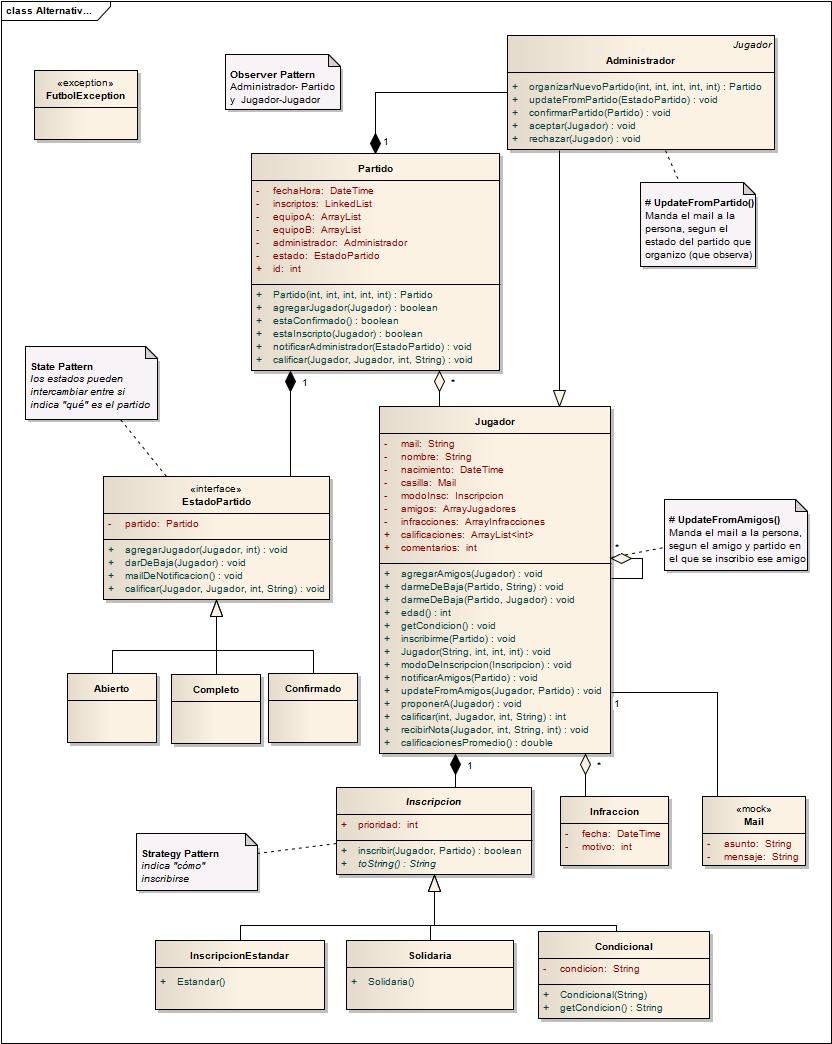 class Alternativ...
«exception»
FutbolException
Observer Pattern
Administrador- Partido
y Jugador-Jugador
Jugador
Administrador
+ organizarNuevoPartido(int, int, int, int, int) : Partido
+ updateFromPartido(EstadoPartido) : void
+ confirmarPartido(Partido) : void
+ aceptar(Jugador) : void
+ rechazar(Jugador) : void
1
Partido
- fechaHora: DateTime
- inscriptos: LinkedList
- equipoA: ArrayList
- equipoB: ArrayList
- administrador: Administrador
- estado: EstadoPartido
+ id: int
+ Partido(int, int, int, int, int) : Partido
+ agregarJugador(Jugador) : boolean
+ estaConfirmado() : boolean
+ estaInscripto(Jugador) : boolean
+ notificarAdministrador(EstadoPartido) : void
+ calificar(Jugador, Jugador, int, String) : void
# UpdateFromPartido()
Manda el mail a la
persona, segun el
estado del partido que
organizo (que observa)
State Pattern
los estados pueden
intercambiar entre si
indica "qué" es el partido
1
*
«interface»
EstadoPartido
- partido: Partido
+ agregarJugador(Jugador, int) : void
+ darDeBaja(Jugador) : void
+ mailDeNotificacion() : void
+ calificar(Jugador, Jugador, int, String) : void
Abierto
Completo
Confirmado
Jugador
- mail: String
- nombre: String
- nacimiento: DateTime
- casilla: Mail
- modoInsc: Inscripcion
- amigos: ArrayJugadores
- infracciones: ArrayInfracciones
+ calificaciones: ArrayList<int>
+ comentarios: int
+ agregarAmigos(Jugador) : void
+ darmeDeBaja(Partido, String) : void
+ darmeDeBaja(Partido, Jugador) : void
+ edad() : int
+ getCondicion() : void
+ inscribirme(Partido) : void
+ Jugador(String, int, int, int) : void
+ modoDeInscripcion(Inscripcion) : void
+ notificarAmigos(Partido) : void
+ updateFromAmigos(Jugador, Partido) : void
+ proponerA(Jugador) : void
+ calificar(int, Jugador, int, String) : int
+ recibirNota(Jugador, int, String, int) : void
+ calificacionesPromedio() : double
*
# UpdateFromAmigos()
Manda el mail a la persona,
segun el amigo y partido en
el que se inscribio ese amigo
1
1
*
Inscripcion
+ prioridad: int
+ inscribir(Jugador, Partido) : boolean
+ toString() : String
Infraccion
- fecha: DateTime
- motivo: int
«mock»
Mail
- asunto: String
- mensaje: String
Strategy Pattern
indica "cómo"
inscribirse
InscripcionEstandar
+ Estandar()
Solidaria
+ Solidaria()
Condicional
- condicion: String
+ Condicional(String)
+ getCondicion() : String